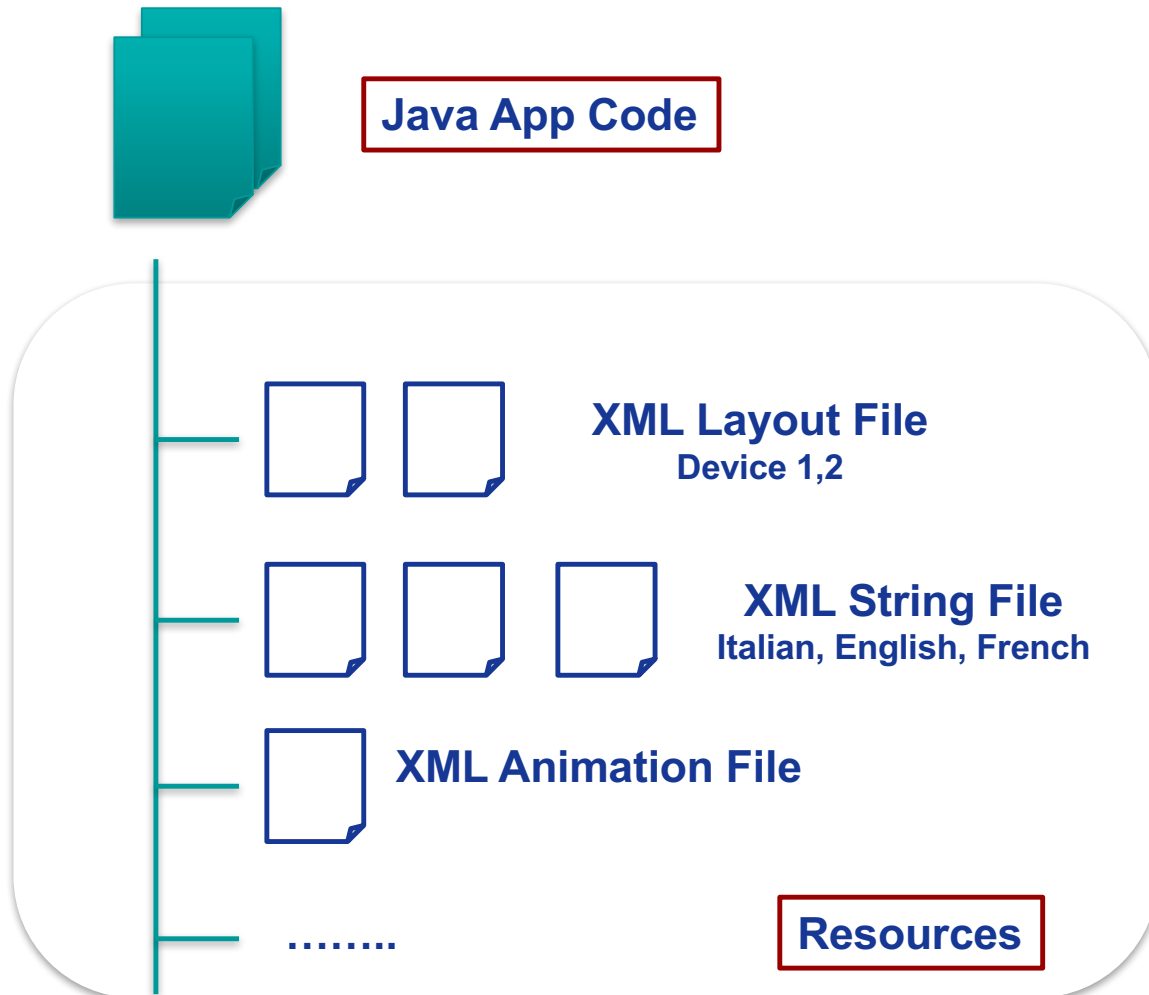 Java App Code
XML Layout File
Device 1,2
XML String File
Italian, English, French
XML Animation File
……..
Resources